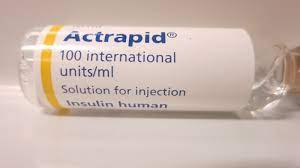 Actrapid®
100 international
units/ml
Solution for injection
Insulin human